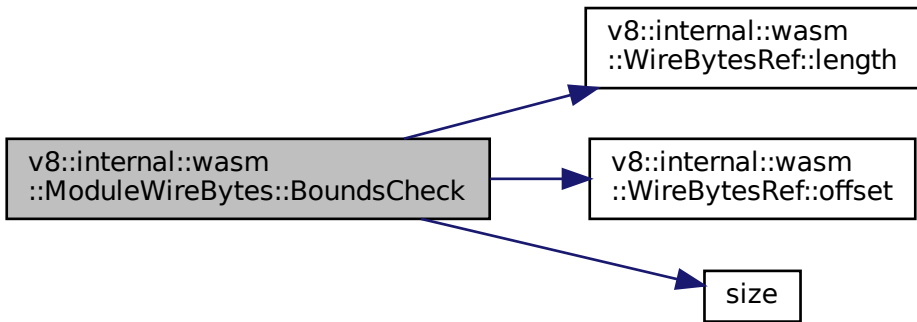 v8::internal::wasm
::WireBytesRef::length
v8::internal::wasm
::ModuleWireBytes::BoundsCheck
v8::internal::wasm
::WireBytesRef::offset
size